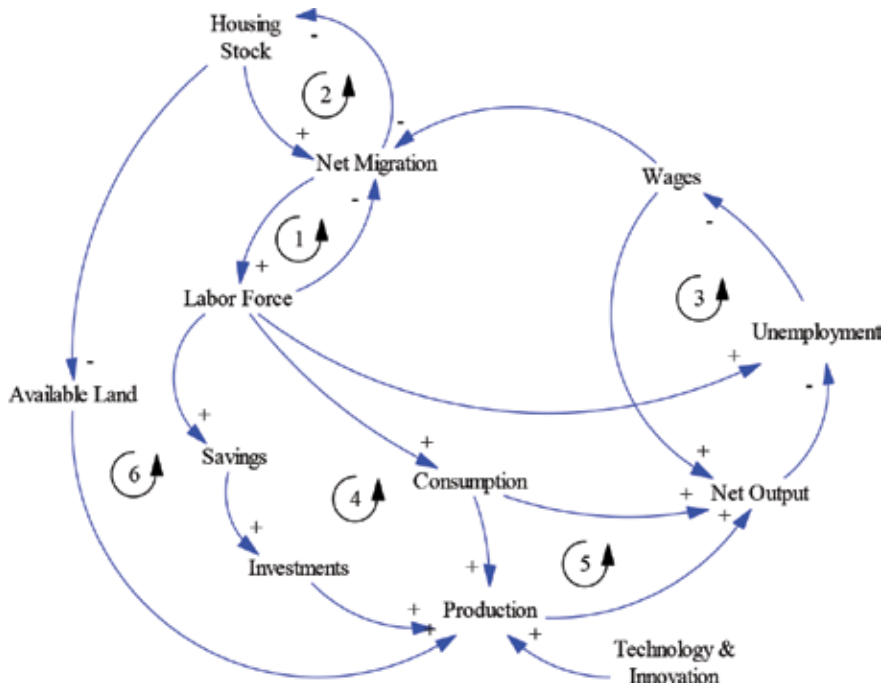 Housing
Stock
-
2
-
+
Net Migration
Wages
-
-
1
+
3
Labor Force
Unemployment
+
-
-
Available Land
+
+
+
6
Savings
4
Consumption
+
Net Output
+
+
5
Investments
+
+
+
Production
+
Technology &
Innovation